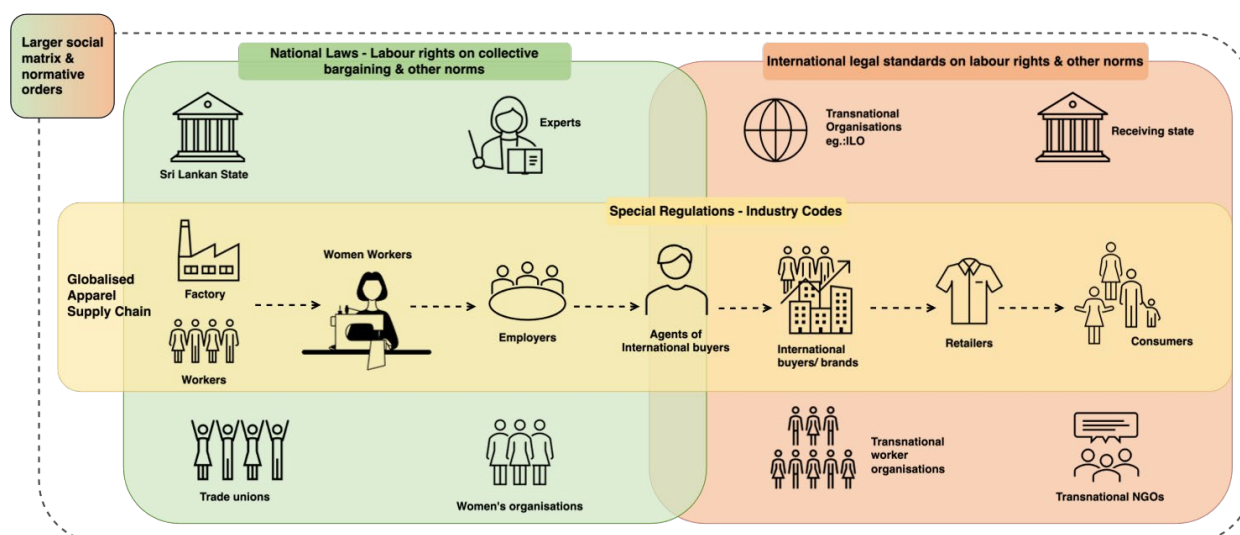 Larger social
matrix &
normative
orders
National Laws - Labour rights on collective
bargaining & other norms
International legal standards on labour rights & other norms
Sri Lankan State
Experts
Transnational
Organisations
eg.:ILO
Receiving state
Special Regulations - Industry Codes
Globalised
Apparel
Supply Chain
Factory
Workers
Women Workers
Employers
Agents of
International buyers
International
buyers/ brands
Retailers
Consumers
Trade unions
Women's organisations
Transnational
worker
organisations
Transnational NGOs